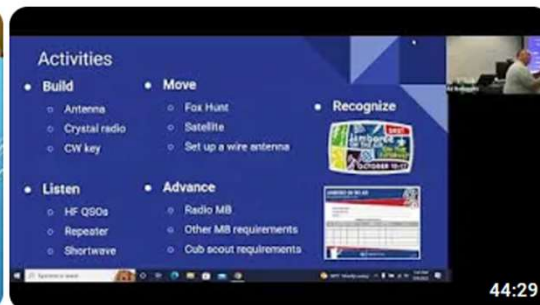 Activities
Build
Antenna
Crystal radio
CW key
Move
Fox Hunt
Satellite
Set up a wire antenna
Recognize
Jamboree
OCTOBER 15-17
Listen
HF QSOs
Repeater
Shortwave
Advance
Radio MB
Other MB requirements
Cub scout requirements
44:29